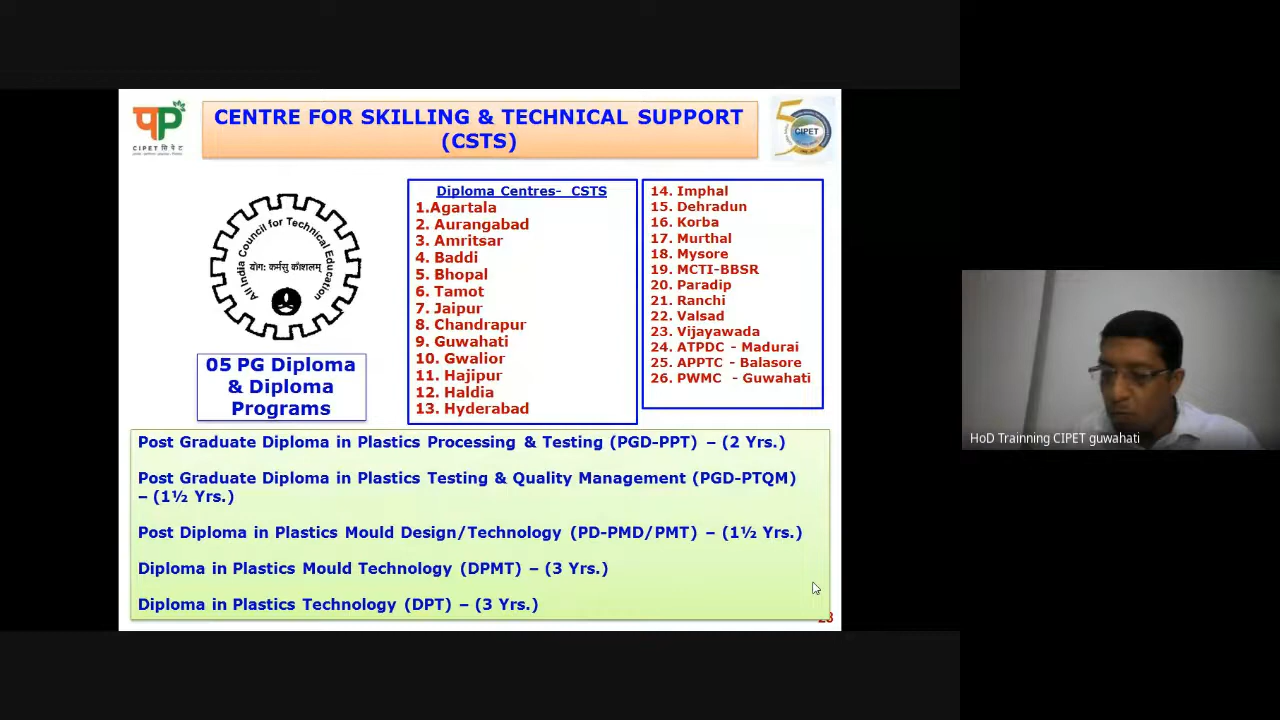 CIPET सिपेट
CENTRE FOR SKILLING & TECHNICAL SUPPORT
(CSTS)
CIPET
All India Council for Technical Education
योगः कर्मसु कौशलम्
05 PG Diploma
& Diploma
Programs
Diploma Centres- CSTS
1.Agartala
2. Aurangabad
3. Amritsar
4. Baddi
5. Bhopal
6. Tamot
7. Jaipur
8. Chandrapur
9. Guwahati
10. Gwalior
11. Hajipur
12. Haldia
13. Hyderabad
14. Imphal
15. Dehradun
16. Korba
17. Murthal
18. Mysore
19. MCTI-BBSR
20. Paradip
21. Ranchi
22. Valsad
23. Vijayawada
24. ATPDC - Madurai
25. APPTC - Balasore
26. PWMC - Guwahati
Post Graduate Diploma in Plastics Processing & Testing (PGD-PPT) – (2 Yrs.)
Post Graduate Diploma in Plastics Testing & Quality Management (PGD-PTQM)
– (1½ Yrs.)
Post Diploma in Plastics Mould Design/Technology (PD-PMD/PMT) – (1½ Yrs.)
Diploma in Plastics Mould Technology (DPMT) – (3 Yrs.)
Diploma in Plastics Technology (DPT) – (3 Yrs.)
HoD Trainning CIPET guwahati